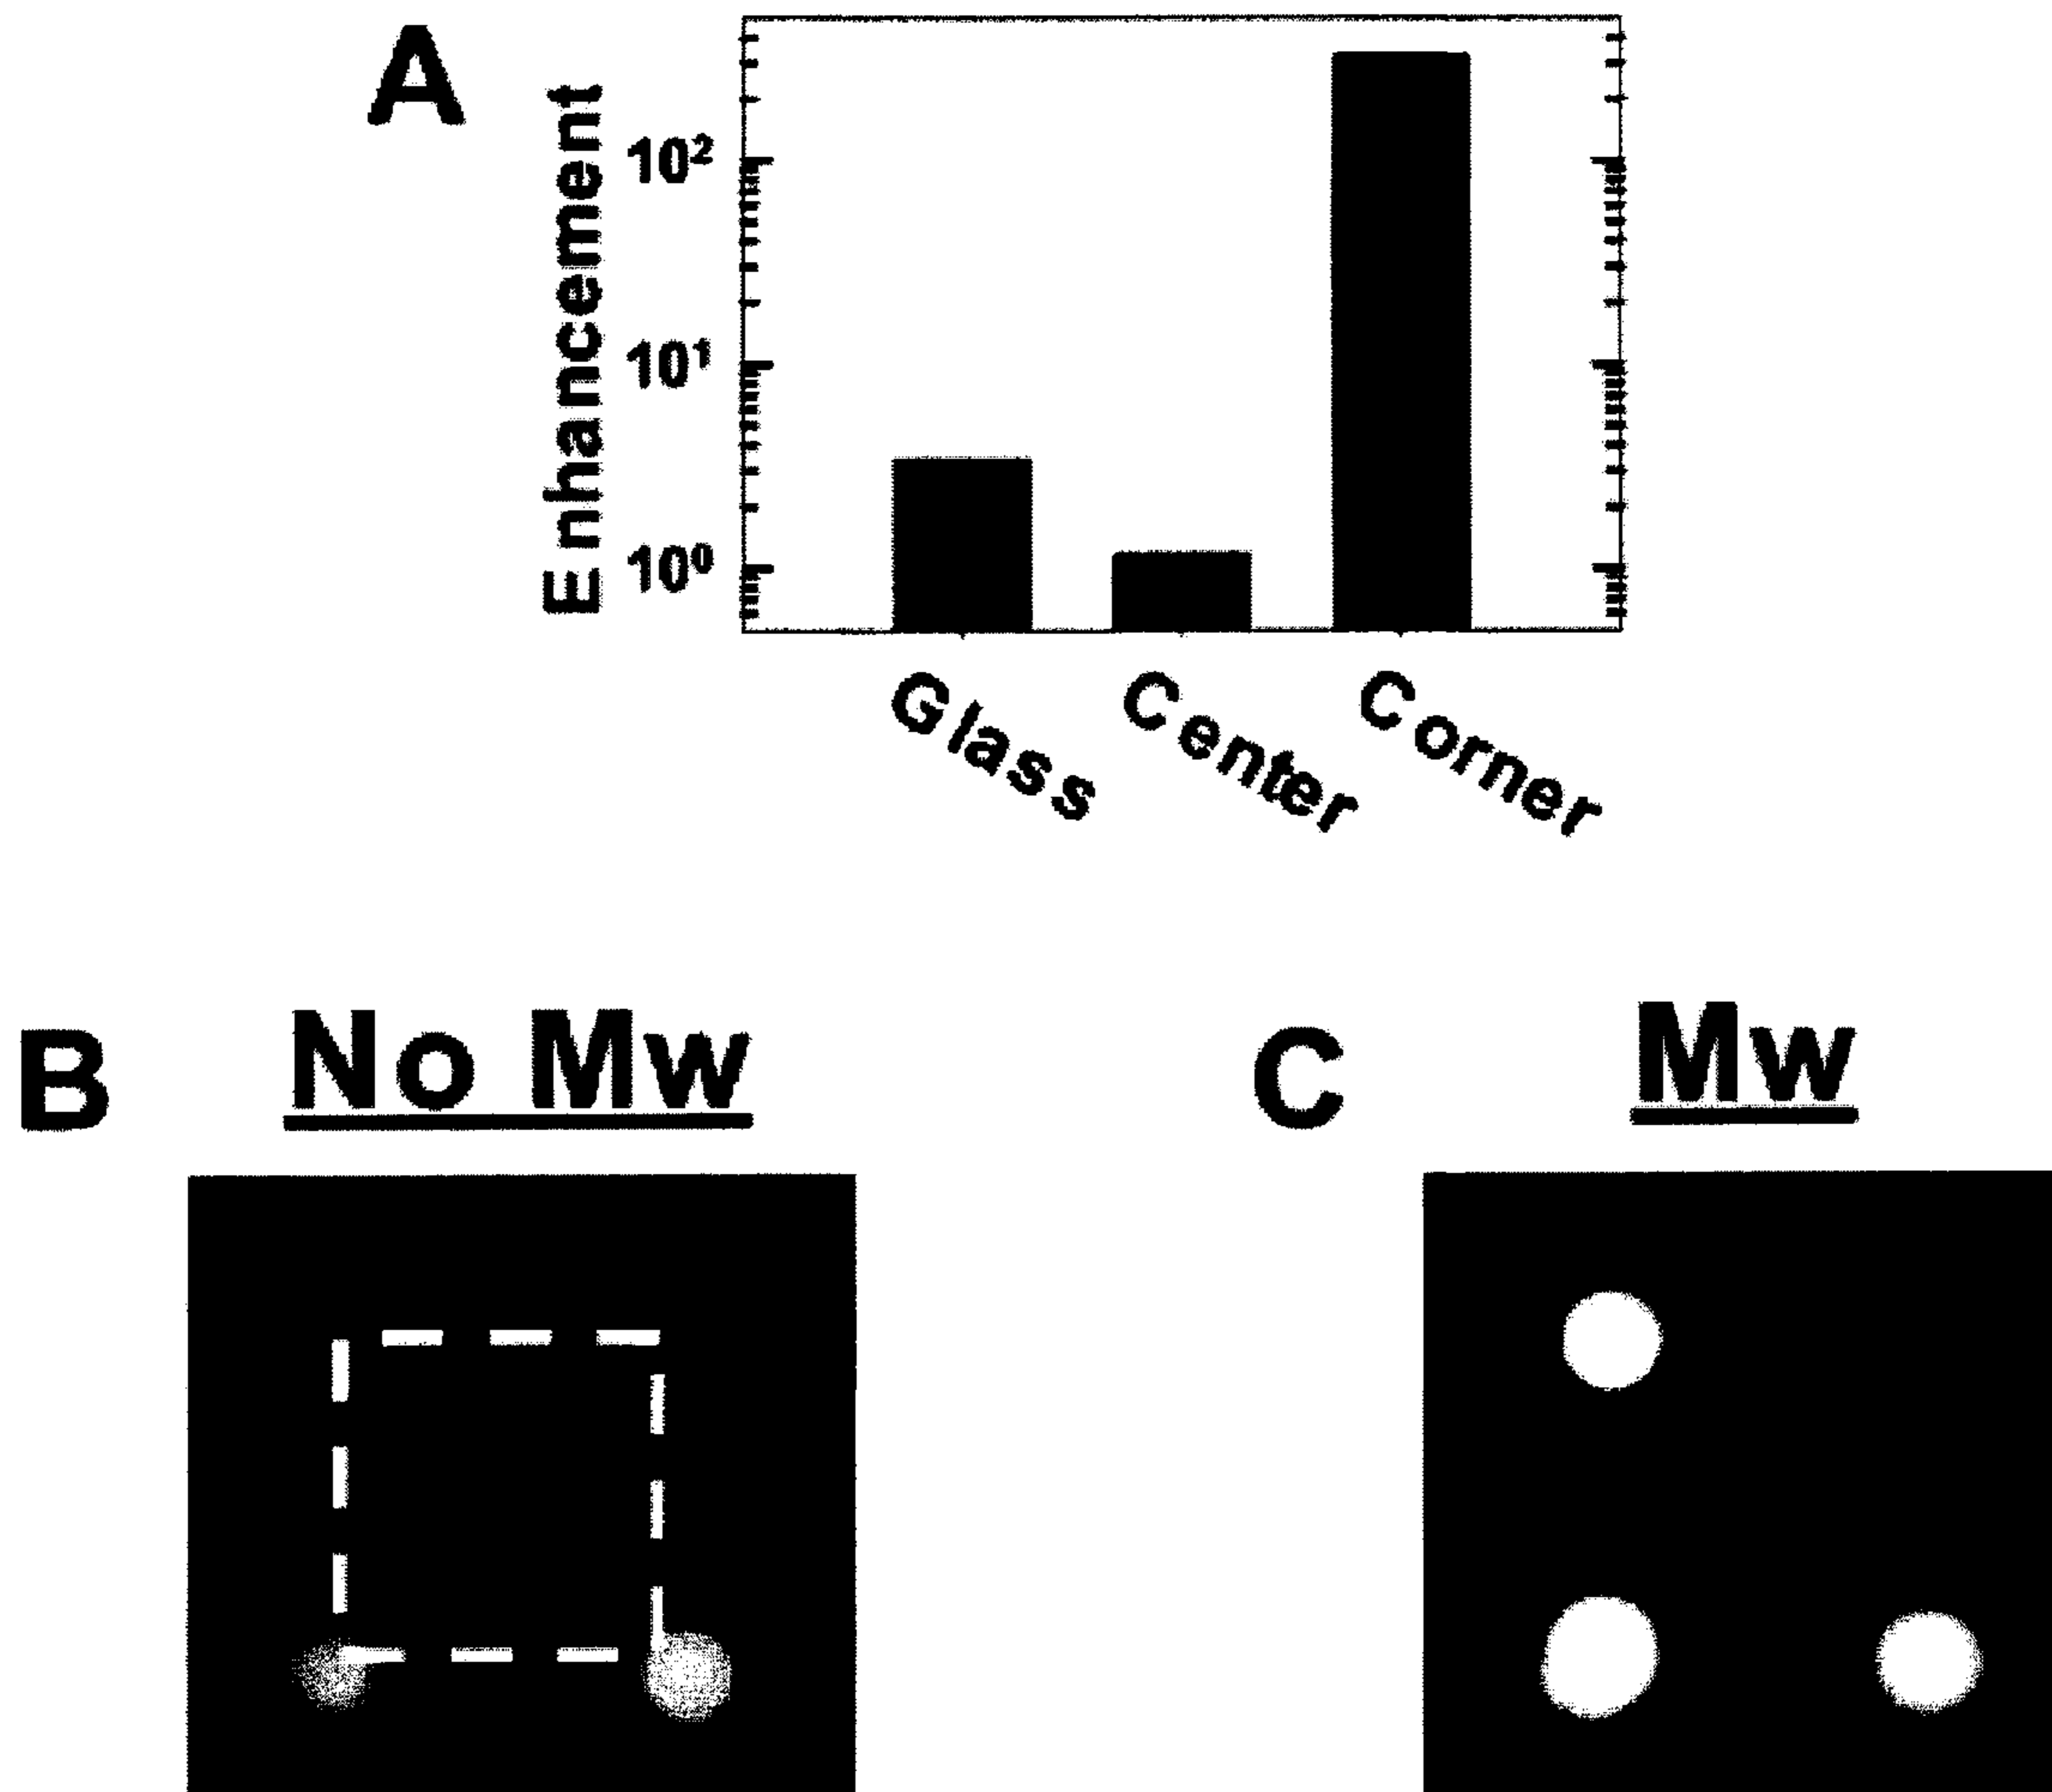 A
Enhancement
10²
10¹
10⁰
Glass
Center
Corner
B
No Mw
C
Mw